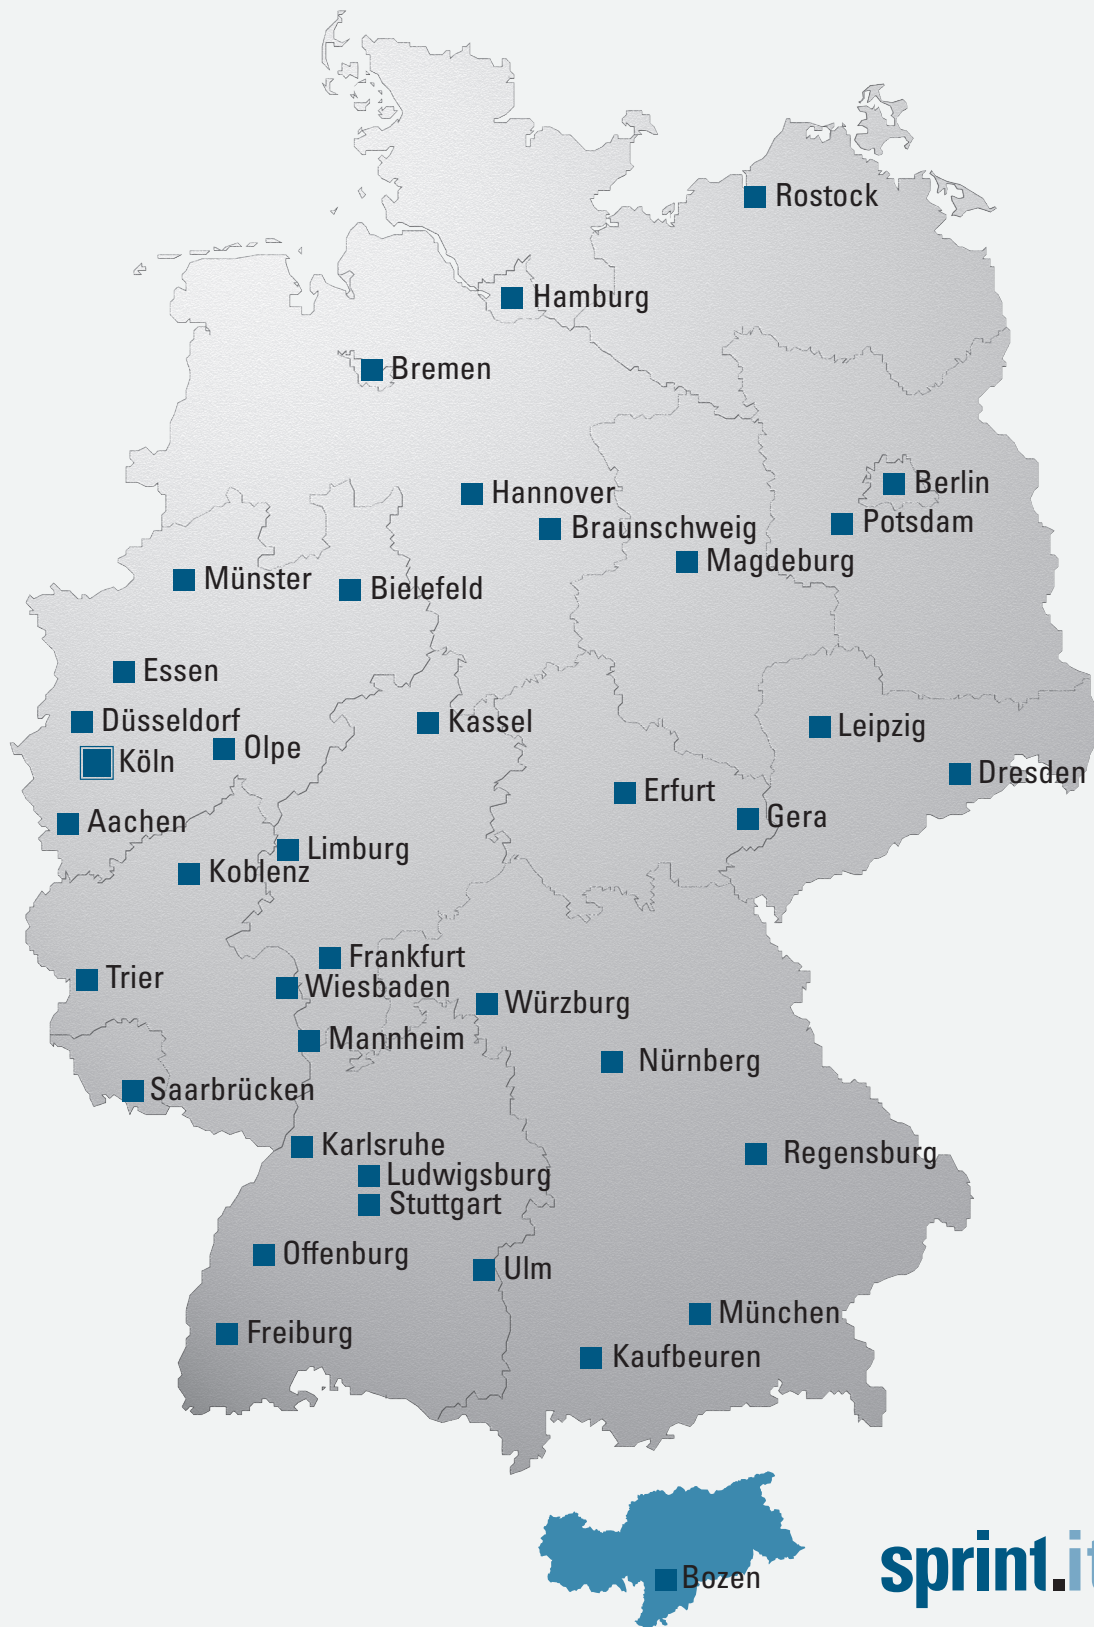 Rostock
Hamburg
Bremen
Berlin
Hannover
Potsdam
Braunschweig
Magdeburg
Münster
Bielefeld
Essen
Düsseldorf
Kassel
Leipzig
Olpe
Köln
Dresden
Erfurt
Gera
Aachen
Limburg
Koblenz
Frankfurt
Trier
Wiesbaden
Würzburg
Mannheim
Nürnberg
Saarbrücken
Karlsruhe
Regensburg
Ludwigsburg
Stuttgart
Offenburg
Ulm
München
Freiburg
Kaufbeuren
Bozen
sprint.it